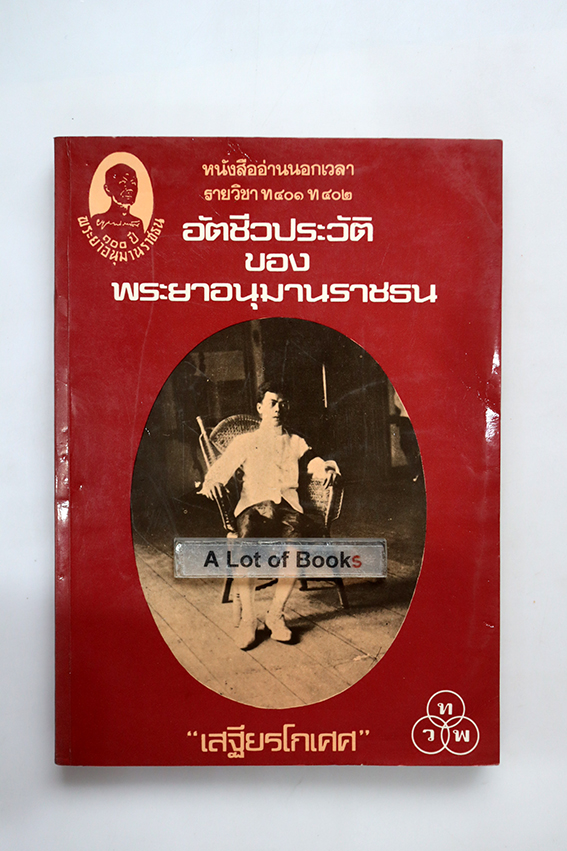 หนังสืออ่านนอกเวลา
รายวิชา ท ๔๐๑ ท ๔๐๒
อัตชีวประวัติ
ของ
พระยาอนุมานราชธน
๑๐๐ ปี
พระยาอนุมานราชธน
A Lot of Books
"เสฐียรโกเศศ"
ท
ว พ